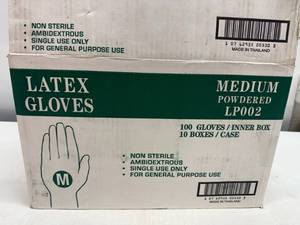 • NON STERILE
• AMBIDEXTROUS
• SINGLE USE ONLY
• FOR GENERAL PURPOSE USE
MADE IN THAILAND
LATEX
GLOVES
MEDIUM
POWDERED
LP002
100 GLOVES / INNER BOX
10 BOXES / CASE
M
• NON STERILE
• AMBIDEXTROUS
• SINGLE USE ONLY
• FOR GENERAL PURPOSE USE
MADE IN THAILAND